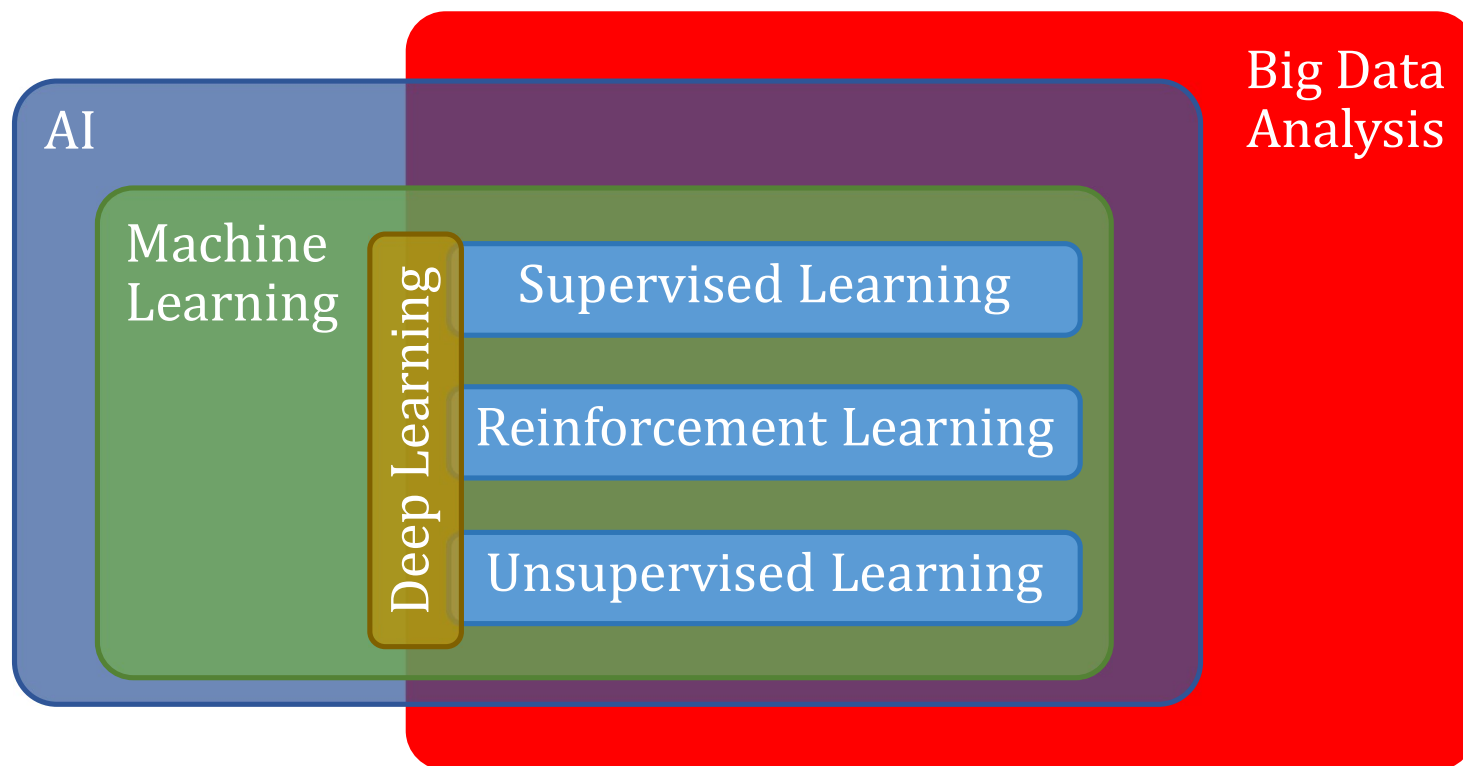 Big Data
Analysis
AI
Machine
Learning
Deep Learning
Supervised Learning
Reinforcement Learning
Unsupervised Learning